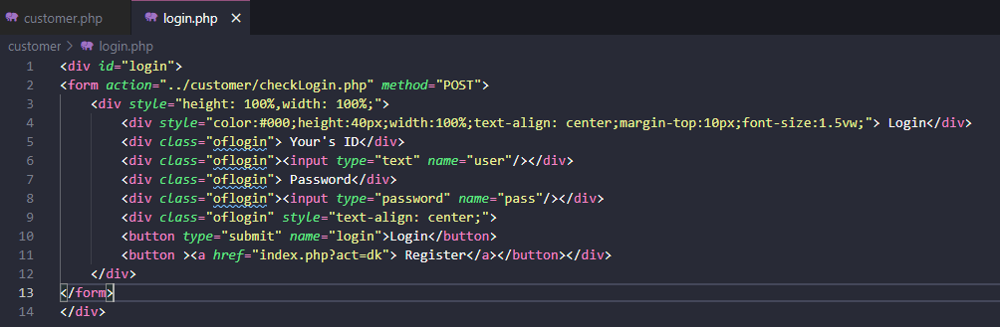 customer.php login.php ×
customer > login.php
1 <div id="login">
2 <form action="../customer/checkLogin.php" method="POST">
3 <div style="height: 100%,width: 100%;">
4 <div style="color:#000;height:40px;width:100%;text-align: center;margin-top:10px;font-size:1.5vw;"> Login</div>
5 <div class="oflogin"> Your's ID</div>
6 <div class="oflogin"><input type="text" name="user"/></div>
7 <div class="oflogin"> Password</div>
8 <div class="oflogin"><input type="password" name="pass"/></div>
9 <div class="oflogin" style="text-align: center;">
10 <button type="submit" name="login">Login</button>
11 <button ><a href="index.php?act=dk"> Register</a></button></div>
12 </div>
13 </form>
14 </div>